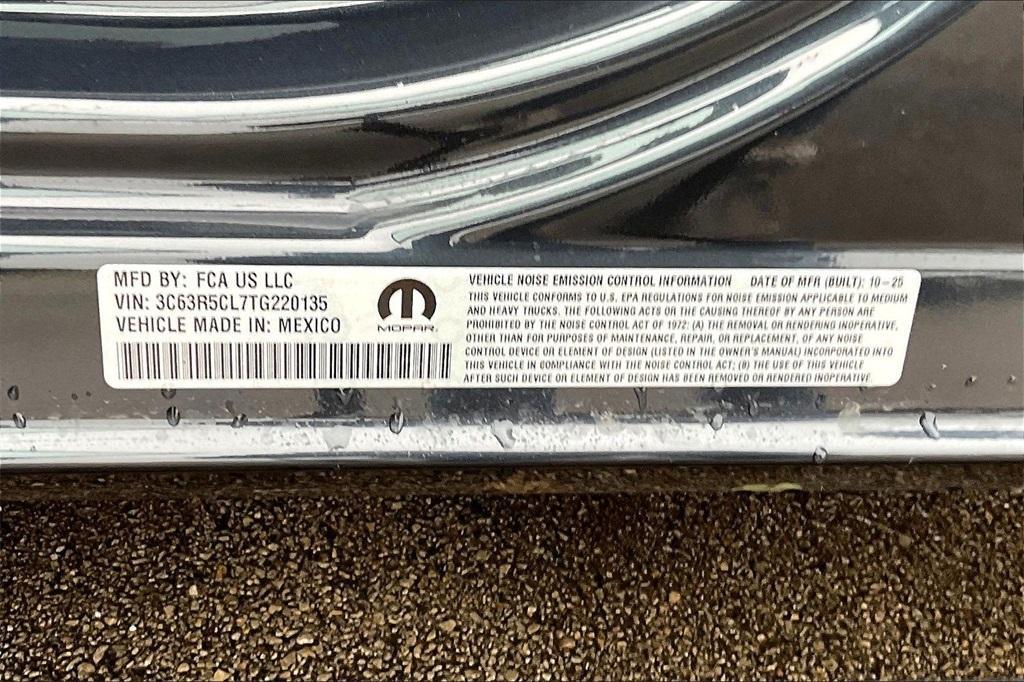 MFD BY: FCA US LLC
VIN: 3C63R5CL7TG220135
VEHICLE MADE IN: MEXICO
MOPAR.
VEHICLE NOISE EMISSION CONTROL INFORMATION DATE OF MFR (BUILT): 10-25
THIS VEHICLE CONFORMS TO U.S. EPA REGULATIONS FOR NOISE EMISSION APPLICABLE TO MEDIUM
AND HEAVY TRUCKS. THE FOLLOWING ACTS OR THE CAUSING THEREOF BY ANY PERSON ARE
PROHIBITED BY THE NOISE CONTROL ACT OF 1972: (A) THE REMOVAL OR RENDERING INOPERATIVE,
OTHER THAN FOR PURPOSES OF MAINTENANCE, REPAIR, OR REPLACEMENT, OF ANY NOISE
CONTROL DEVICE OR ELEMENT OF DESIGN (LISTED IN THE OWNER'S MANUAL) INCORPORATED INTO
THIS VEHICLE IN COMPLIANCE WITH THE NOISE CONTROL ACT; (B) THE USE OF THIS VEHICLE
AFTER SUCH DEVICE OR ELEMENT OF DESIGN HAS BEEN REMOVED OR RENDERED INOPERATIVE.